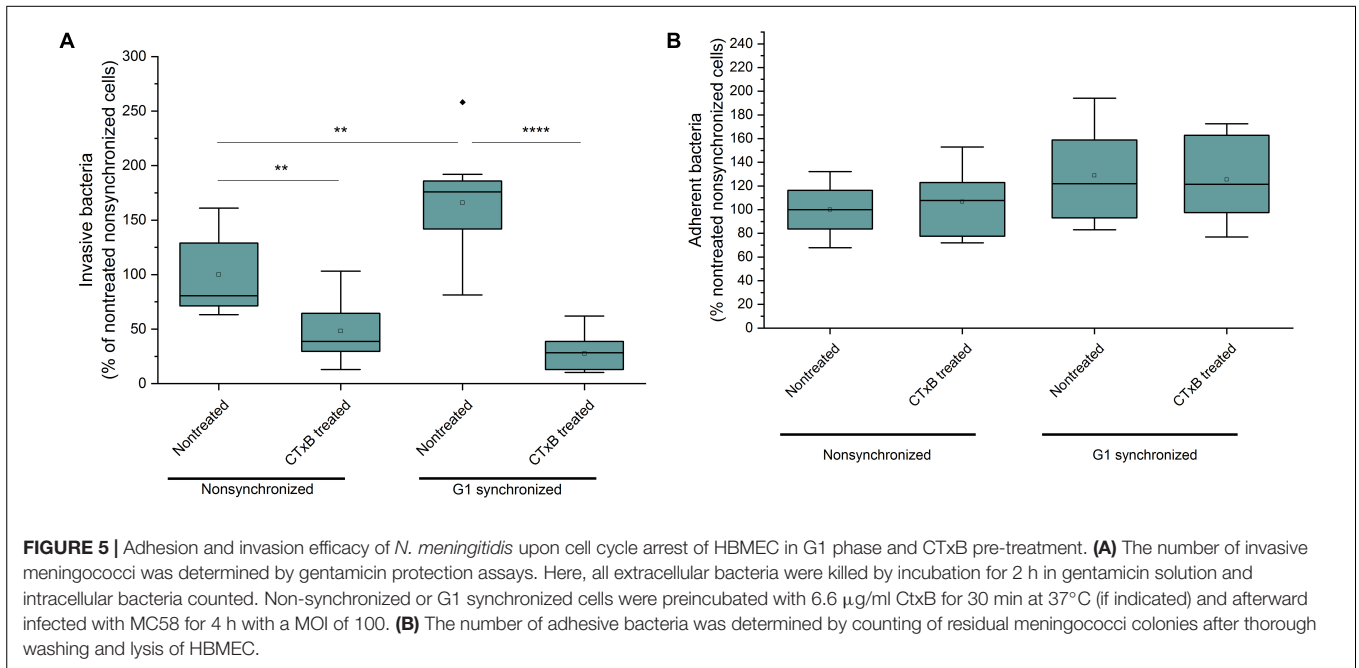 A
300
250
200
150
100
50
0
Invasive bacteria
(% of nontreated nonsynchronized cells)
**
****
**
Nontreated
CTxB treated
Nontreated
CTxB treated
Nonsynchronized
G1 synchronized
B
240
220
200
180
160
140
120
100
80
60
40
20
0
Adherent bacteria
(% nontreated nonsynchronized cells)
Nontreated
CTxB treated
Nontreated
CTxB treated
Nonsynchronized
G1 synchronized
FIGURE 5 | Adhesion and invasion efficacy of N. meningitidis upon cell cycle arrest of HBMEC in G1 phase and CTxB pre-treatment. (A) The number of invasive
meningococci was determined by gentamicin protection assays. Here, all extracellular bacteria were killed by incubation for 2 h in gentamicin solution and
intracellular bacteria counted. Non-synchronized or G1 synchronized cells were preincubated with 6.6 μg/ml CtxB for 30 min at 37°C (if indicated) and afterward
infected with MC58 for 4 h with a MOI of 100. (B) The number of adhesive bacteria was determined by counting of residual meningococci colonies after thorough
washing and lysis of HBMEC.